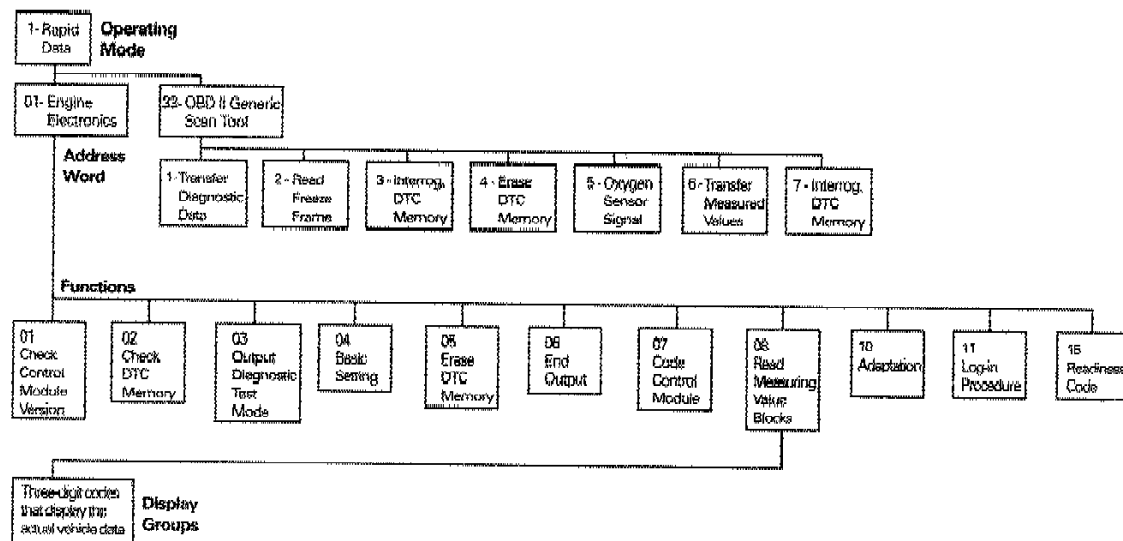 1- Rapid
Data
Operating
Mode
01- Engine
Electronics
33- OBD II Generic
Scan Tool
Address
Word
1- Transfer
Diagnostic
Data
2- Read
Freeze
Frame
3- Interrog.
DTC
Memory
4- Erase
DTC
Memory
5- Oxygen
Sensor
Signal
6- Transfer
Measured
Values
7- Interrog.
DTC
Memory
Functions
01
Check
Control
Module
Version
02
Check
DTC
Memory
03
Output
Diagnostic
Test
Mode
04
Basic
Setting
05
Erase
DTC
Memory
06
End
Output
07
Code
Control
Module
08
Read
Measuring
Value
Blocks
10
Adaptation
11
Log-in
Procedure
15
Readiness
Code
Three-digit codes
that display the
actual vehicle data
Display
Groups